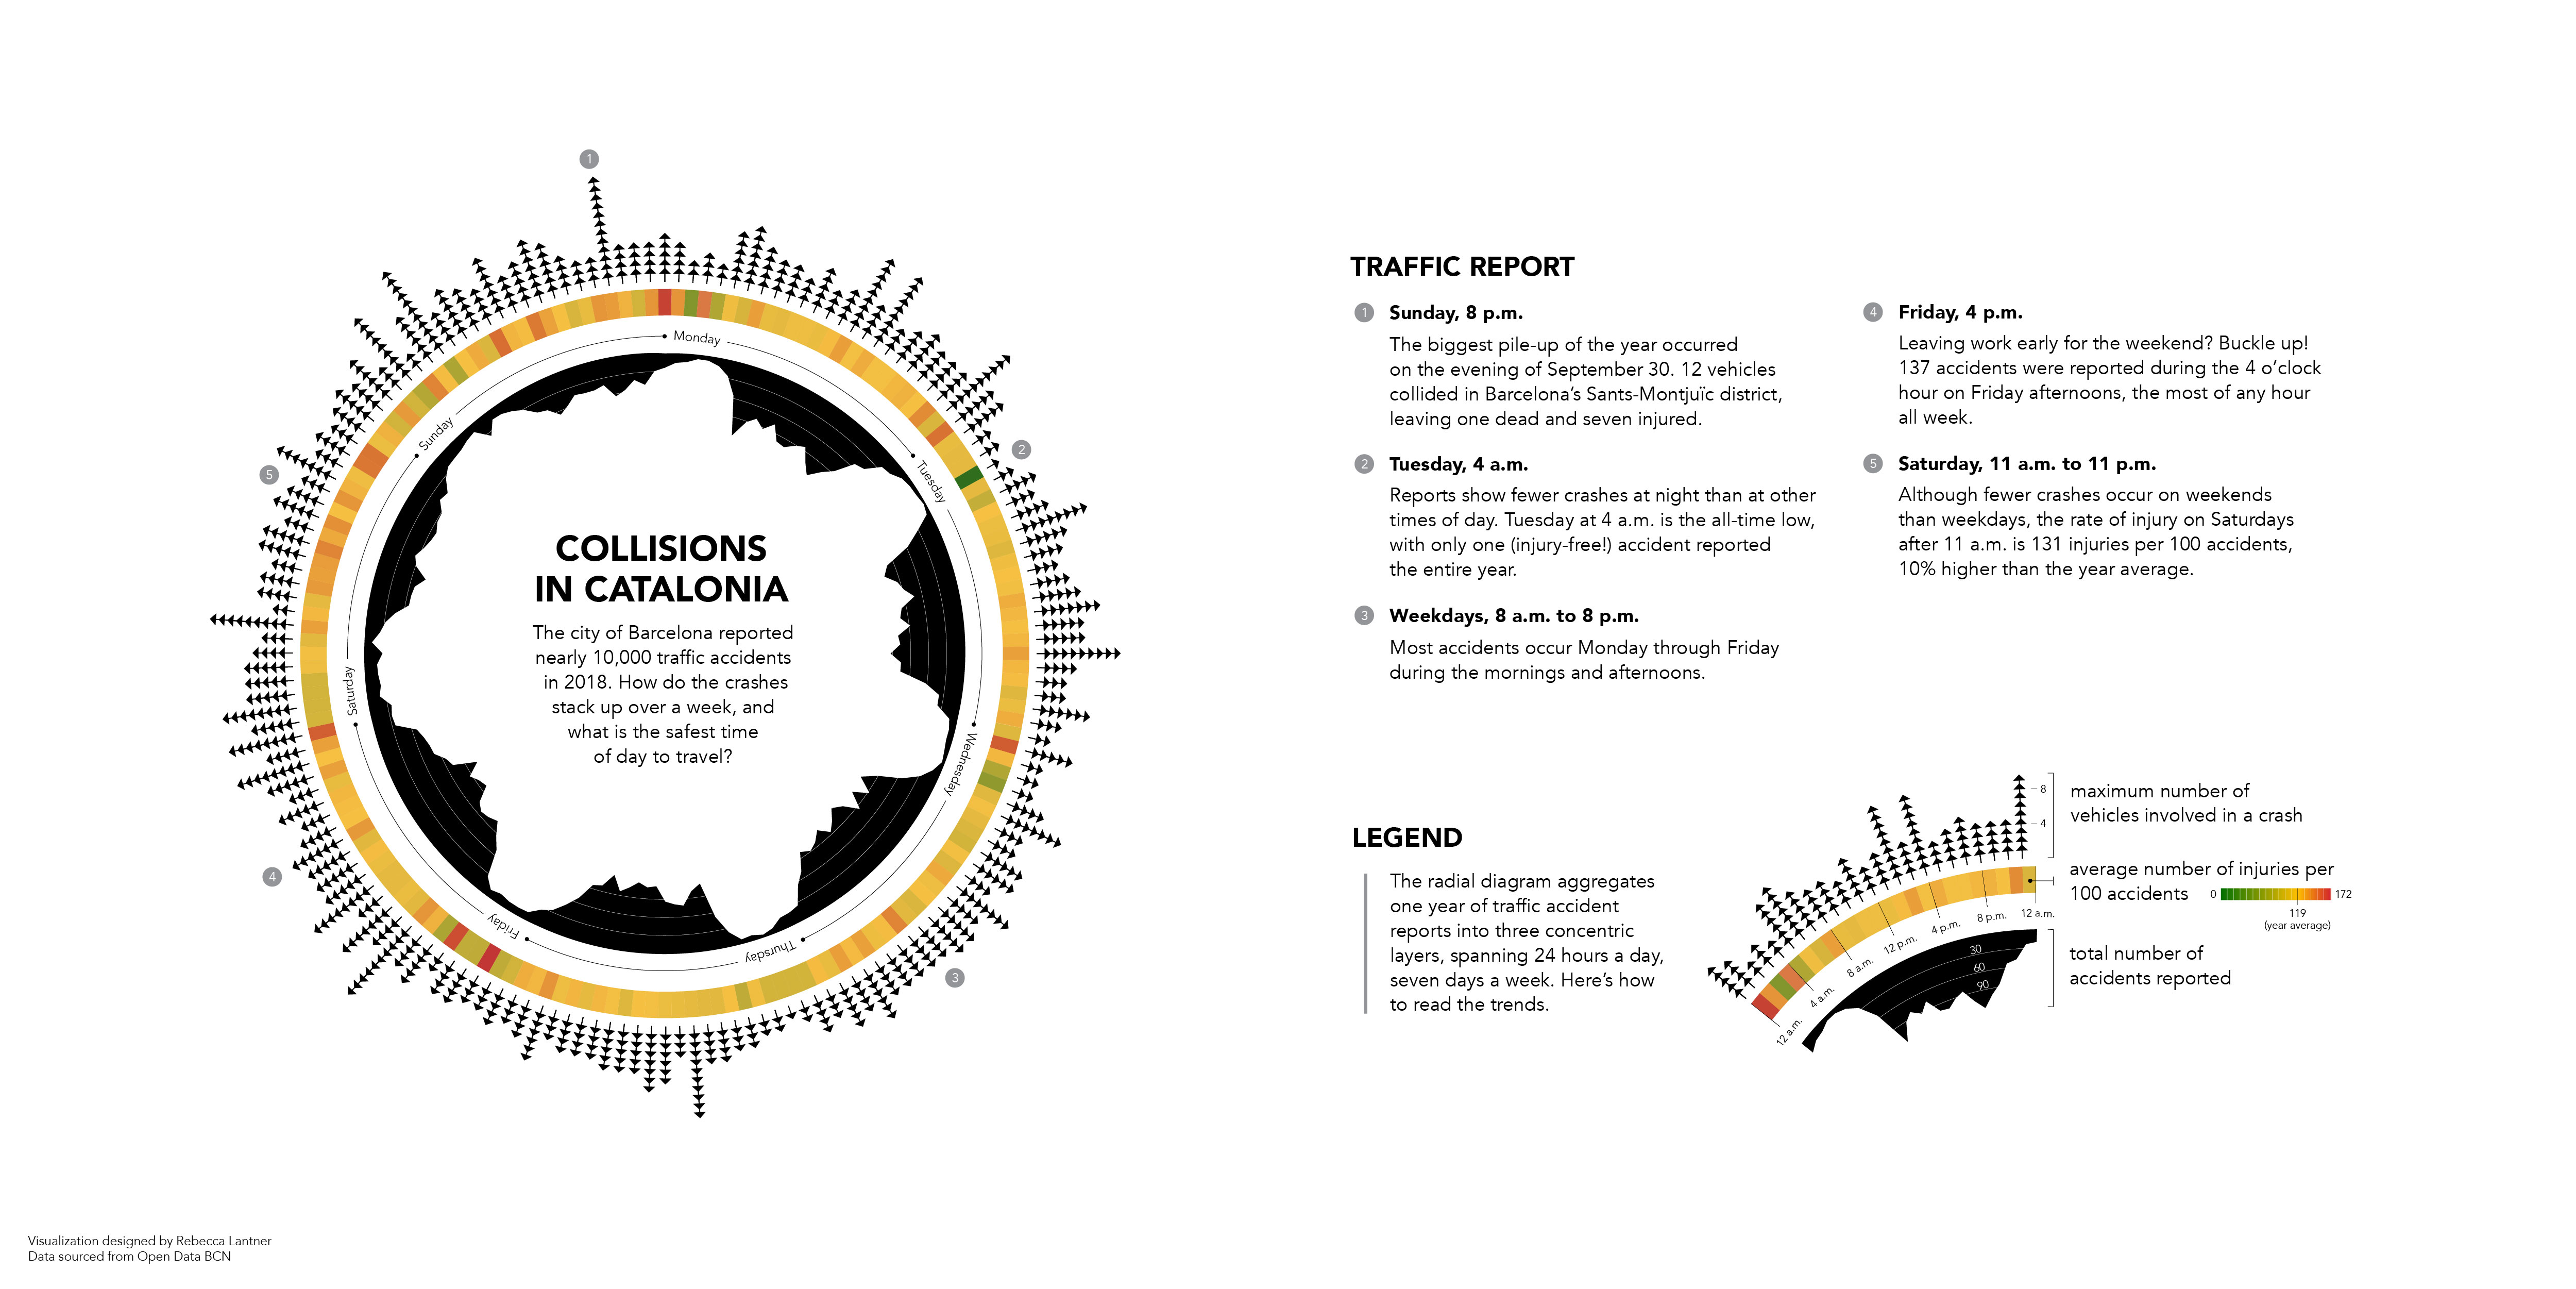 COLLISIONS
IN CATALONIA
The city of Barcelona reported
nearly 10,000 traffic accidents
in 2018. How do the crashes
stack up over a week, and
what is the safest time
of day to travel?
Monday
Tuesday
Wednesday
Thursday
Friday
Saturday
Sunday
1
2
3
4
5
TRAFFIC REPORT
1 Sunday, 8 p.m.
The biggest pile-up of the year occurred
on the evening of September 30. 12 vehicles
collided in Barcelona's Sants-Montjuïc district,
leaving one dead and seven injured.
2 Tuesday, 4 a.m.
Reports show fewer crashes at night than at other
times of day. Tuesday at 4 a.m. is the all-time low,
with only one (injury-free!) accident reported
the entire year.
3 Weekdays, 8 a.m. to 8 p.m.
Most accidents occur Monday through Friday
during the mornings and afternoons.
4 Friday, 4 p.m.
Leaving work early for the weekend? Buckle up!
137 accidents were reported during the 4 o'clock
hour on Friday afternoons, the most of any hour
all week.
5 Saturday, 11 a.m. to 11 p.m.
Although fewer crashes occur on weekends
than weekdays, the rate of injury on Saturdays
after 11 a.m. is 131 injuries per 100 accidents,
10% higher than the year average.
LEGEND
The radial diagram aggregates
one year of traffic accident
reports into three concentric
layers, spanning 24 hours a day,
seven days a week. Here's how
to read the trends.
8
4
maximum number of
vehicles involved in a crash
average number of injuries per
100 accidents 0 172
119
(year average)
12 a.m.
4 a.m.
8 a.m.
12 p.m.
4 p.m.
8 p.m.
12 a.m.
30
60
90
total number of
accidents reported
Visualization designed by Rebecca Lantner
Data sourced from Open Data BCN